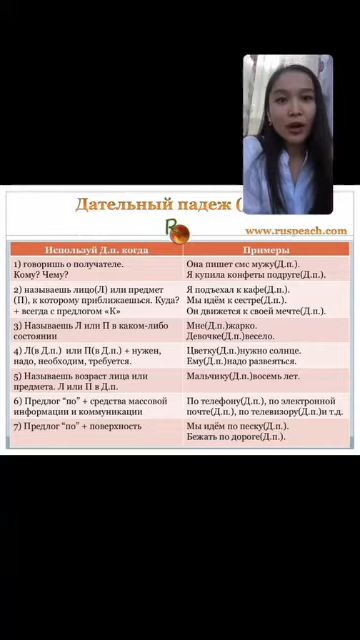 Дательный падеж (
www.ruspeach.com
Используй Д.п. когда
Примеры
1) говоришь о получателе.
Кому? Чему?
Она пишет смс мужу(Д.п.).
Я купила конфеты подруге(Д.п.).
2) называешь лицо(Л) или предмет
(П), к которому приближаешься. Куда?
+ всегда с предлогом «К»
Я подъехал к кафе(Д.п.).
Мы идём к сестре(Д.п.).
Он движется к своей мечте(Д.п.).
3) Называешь Л или П в каком-либо
состоянии
Мне(Д.п.)жарко.
Девочке(Д.п.)весело.
4) Л(в Д.п.) или П(в Д.п.) + нужен,
надо, необходим, требуется.
Цветку(Д.п.)нужно солнце.
Ему(Д.п.)надо развеяться.
5) Называешь возраст лица или
предмета. Л или П в Д.п.
Мальчику(Д.п.)восемь лет.
6) Предлог "по" + средства массовой
информации и коммуникации
По телефону(Д.п.), по электронной
почте(Д.п.), по телевизору(Д.п.) и т.д.
7) Предлог "по" + поверхность
Мы идём по песку(Д.п.).
Бежать по дороге(Д.п.).